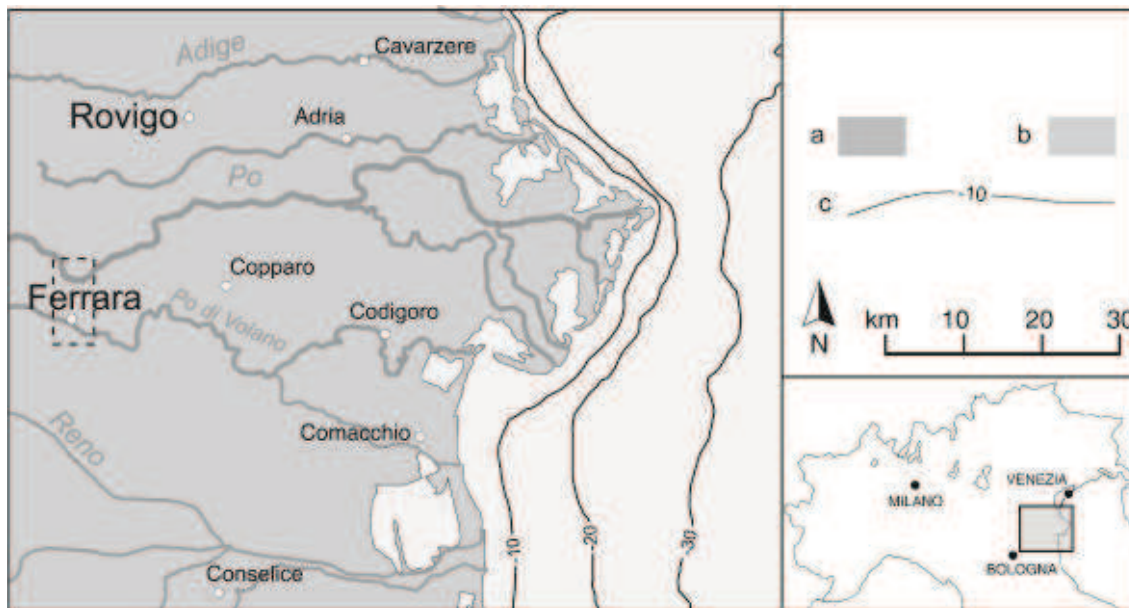 Adige
Cavarzere
Rovigo
Adria
Po
Copparo
Ferrara
Po di Volano
Codigoro
Reno
Comacchio
-10
-20
-30
Conselice
a
b
c
-10
N
km 10 20 30
VENEZIA
MILANO
BOLOGNA